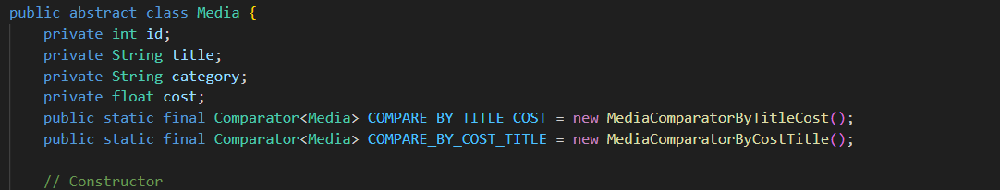 public abstract class Media {
private int id;
private String title;
private String category;
private float cost;
public static final Comparator<Media> COMPARE_BY_TITLE_COST = new MediaComparatorByTitleCost();
public static final Comparator<Media> COMPARE_BY_COST_TITLE = new MediaComparatorByCostTitle();
// Constructor